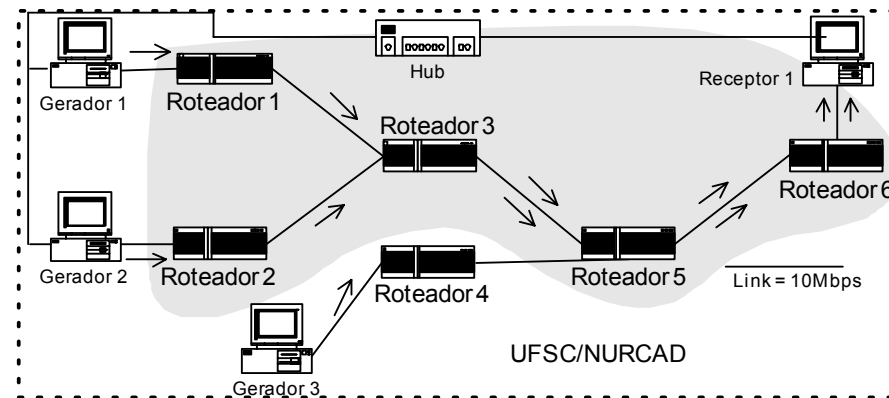 Hub
Gerador 1
Roteador 1
Receptor 1
Roteador 3
Roteador 6
Gerador 2
Roteador 2
Roteador 4
Roteador 5
Link = 10Mbps
Gerador 3
UFSC/NURCAD